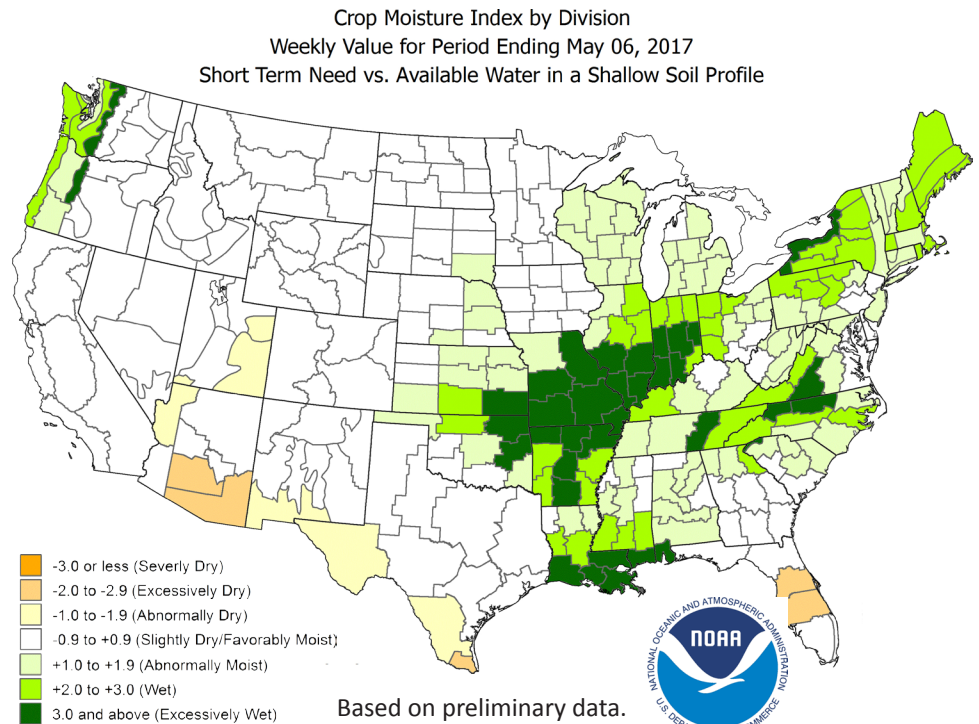 Crop Moisture Index by Division
Weekly Value for Period Ending May 06, 2017
Short Term Need vs. Available Water in a Shallow Soil Profile
-3.0 or less (Severly Dry)
-2.0 to -2.9 (Excessively Dry)
-1.0 to -1.9 (Abnormally Dry)
-0.9 to +0.9 (Slightly Dry/Favorably Moist)
+1.0 to +1.9 (Abnormally Moist)
+2.0 to +3.0 (Wet)
3.0 and above (Excessively Wet)
Based on preliminary data.
NATIONAL OCEANIC AND ATMOSPHERIC ADMINISTRATION
NOAA
U.S. DEP
MMERCE